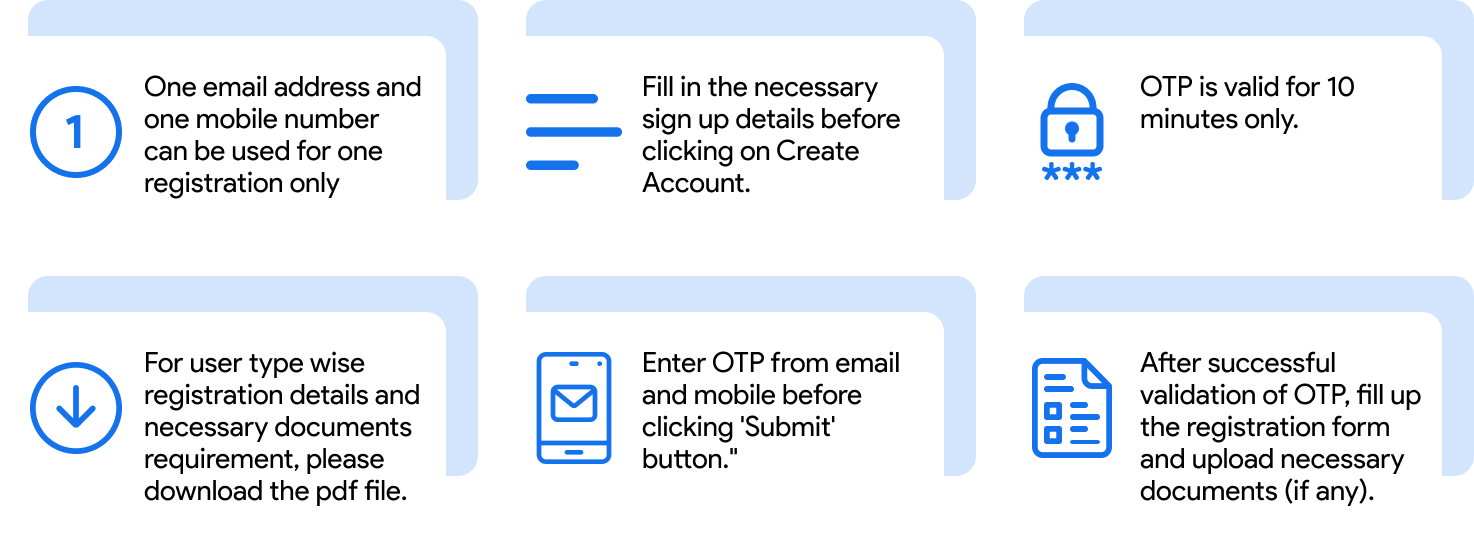 1
One email address and
one mobile number
can be used for one
registration only
Fill in the necessary
sign up details before
clicking on Create
Account.
***
OTP is valid for 10
minutes only.
For user type wise
registration details and
necessary documents
requirement, please
download the pdf file.
Enter OTP from email
and mobile before
clicking 'Submit'
button."
After successful
validation of OTP, fill up
the registration form
and upload necessary
documents (if any).